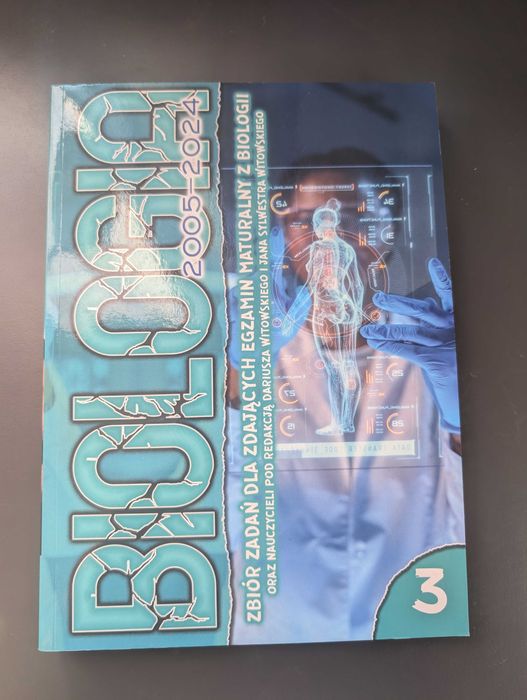 BIOLOGIA
2005-2024
ZBIÓR ZADAŃ DLA ZDAJĄCYCH EGZAMIN MATURALNY Z BIOLOGII
ORAZ NAUCZYCIELI POD REDAKCJĄ DARIUSZA WITOWSKIEGO I JANA SYLWESTRA WITOWSKIEGO
3